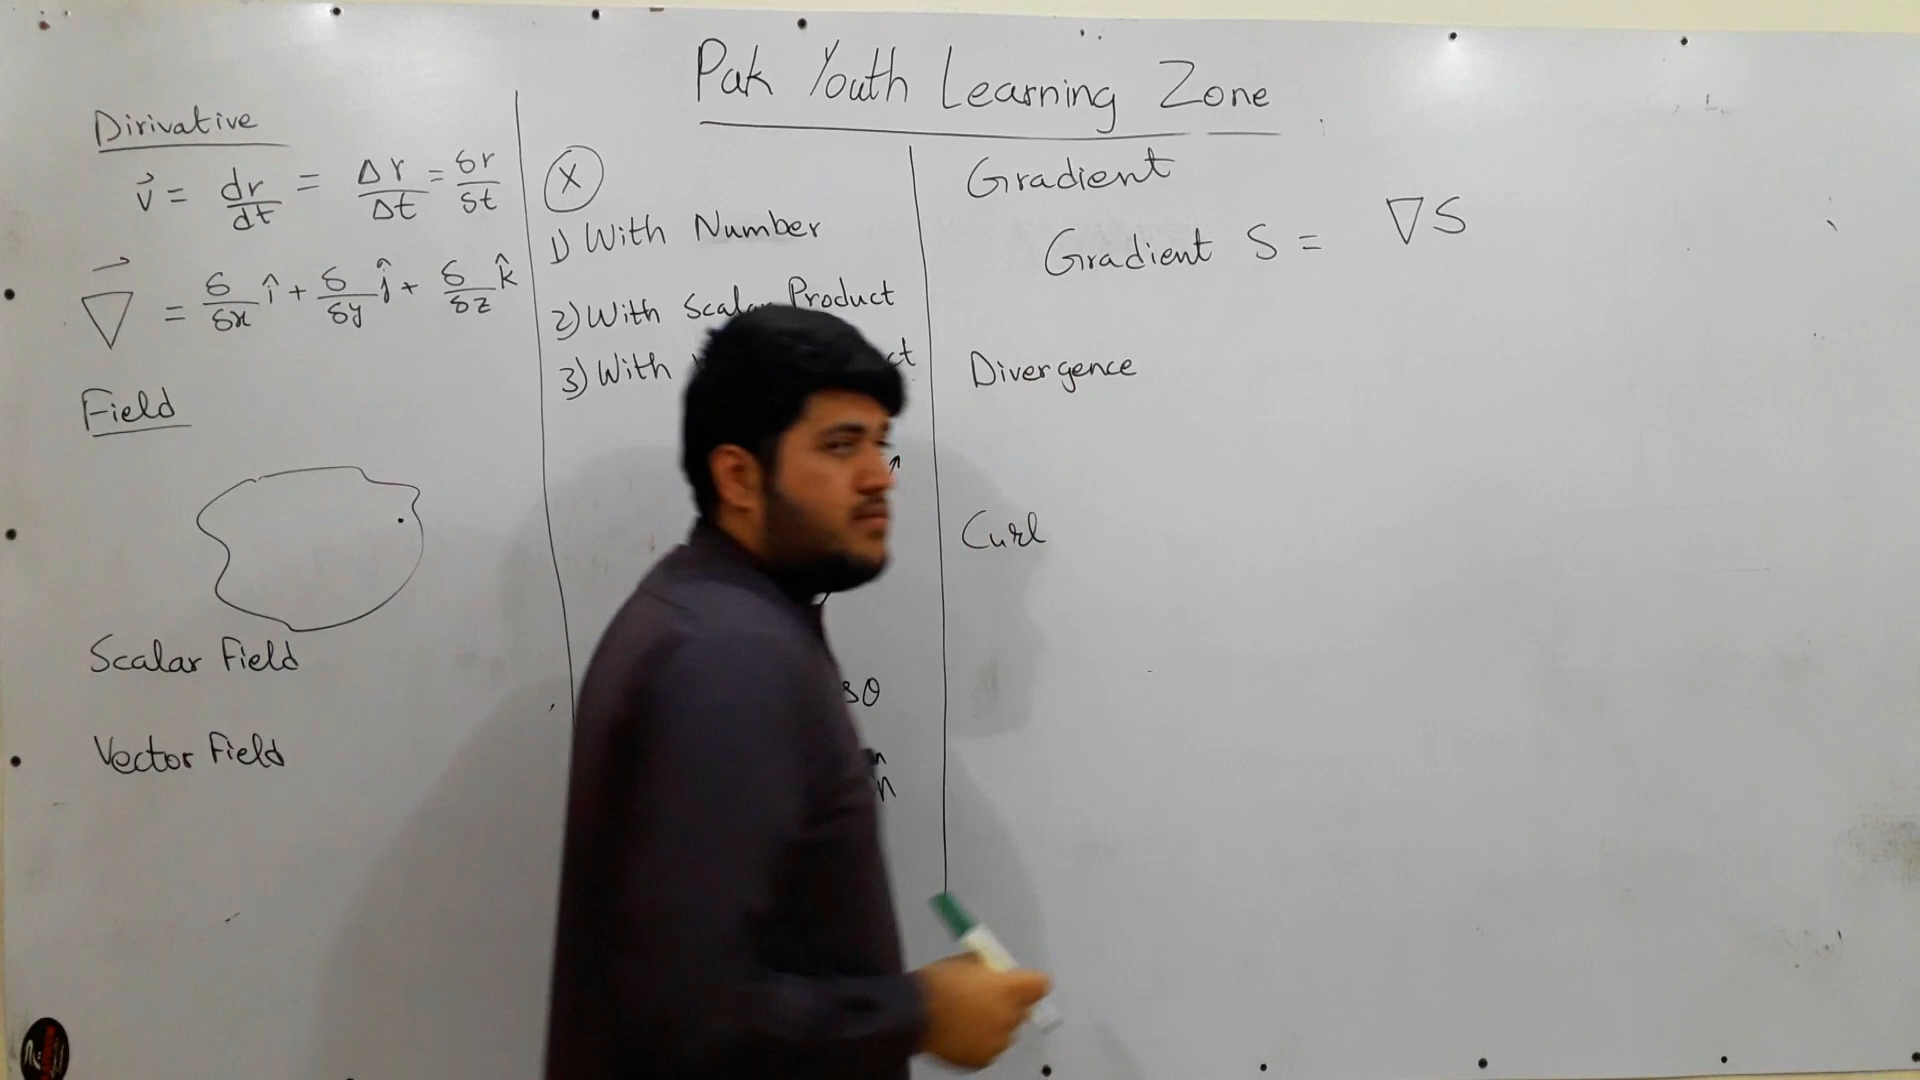 Pak Youth Learning Zone
Dirivative
v⃗ = dr/dt = Δr/Δt = δr/δt
∇⃗ = δ/δx î + δ/δy ĵ + δ/δz k̂
Field
Scalar Field
Vector Field
X
1) With Number
2) With Scalar Product
3) With
θ
n
Gradient
Gradient S = ∇S
Divergence
Curl